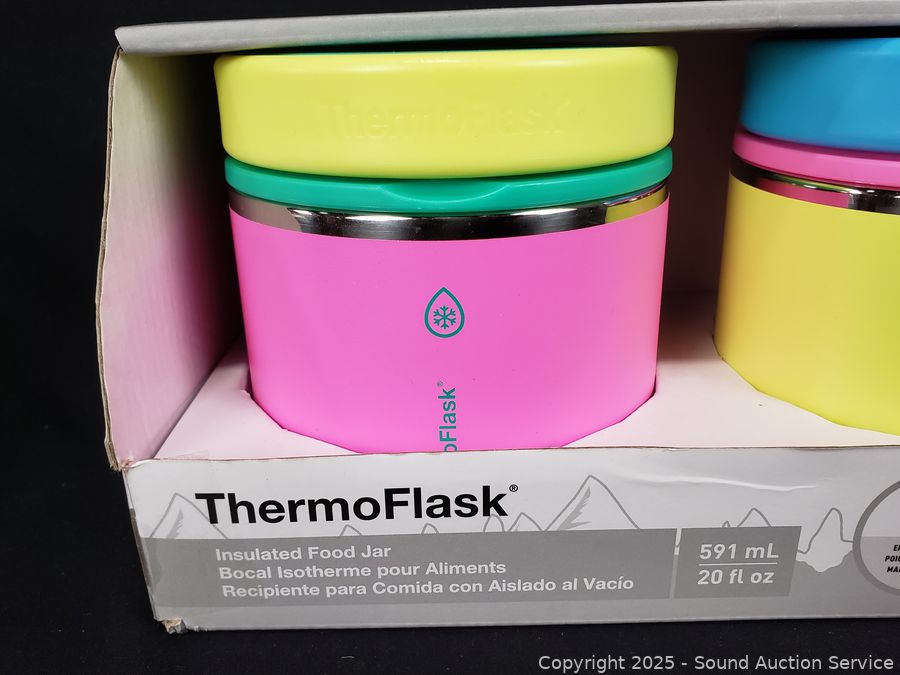 ThermoFlask
oFlask®
ThermoFlask®
Insulated Food Jar
Bocal Isotherme pour Aliments
Recipiente para Comida con Aislado al Vacío
591 mL
20 fl oz
Copyright 2025 - Sound Auction Service